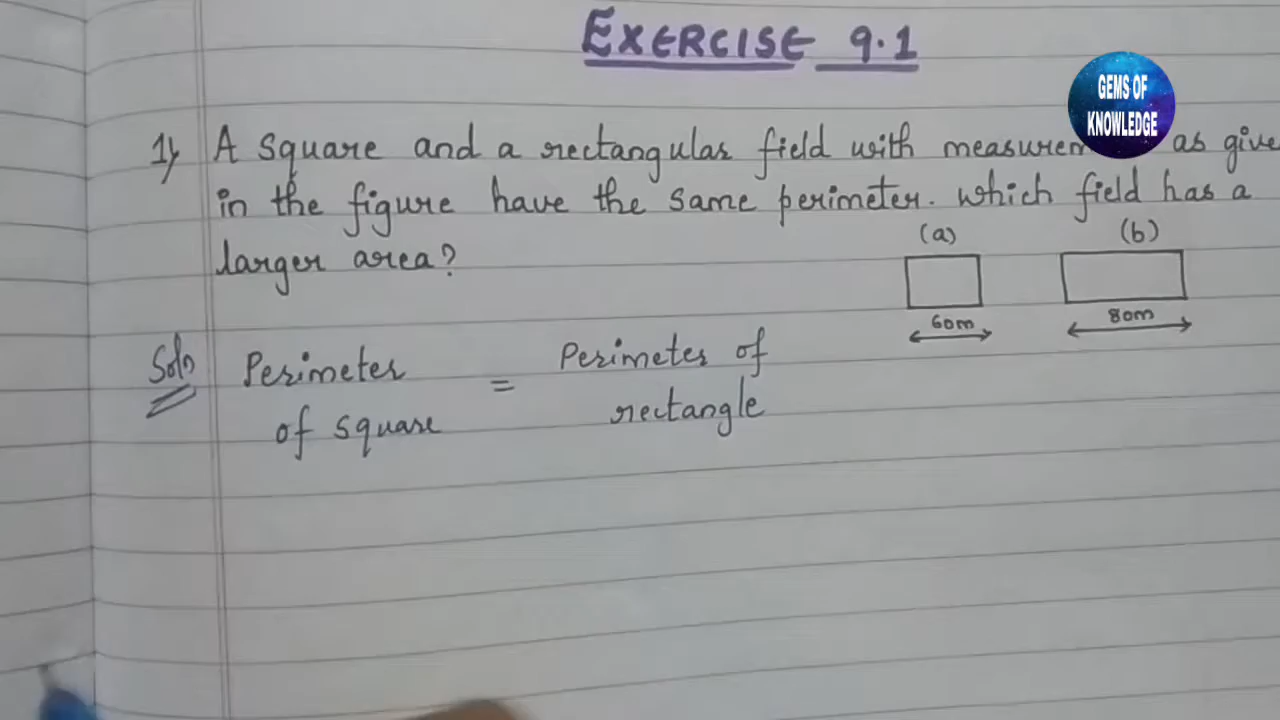 EXERCISE 9.1
GEMS OF
KNOWLEDGE
1) A square and a rectangular field with measurem as give
in the figure have the same perimeter. which field has a
larger area?
(a) (b)
60m 80m
Soln Perimeter of square = Perimeter of rectangle